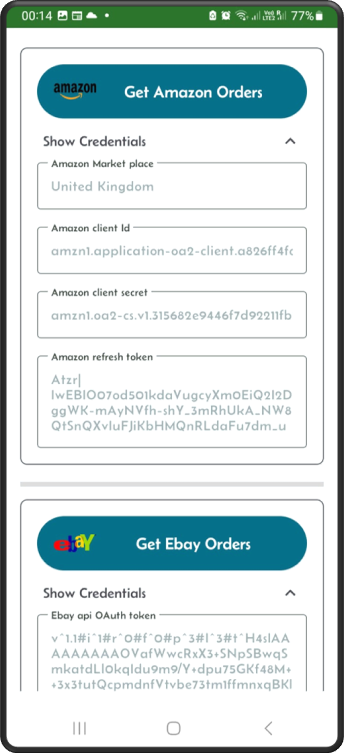 00:14 77%
amazon Get Amazon Orders
Show Credentials
Amazon Market place
United Kingdom
Amazon client Id
amzn1.application-oa2-client.a826ff4fc
Amazon client secret
amzn1.oa2-cs.v1.315682e9446f7d92211fb
Amazon refresh token
Atzr|
IwEBIO07od501kdaVugcyXm0EiQ2l2D
ggWK-mAyNVfh-shY_3mRhUkA_NW8
QtSnQXvluFJiKbHMQnRLdaFu7dm_u
ebay Get Ebay Orders
Show Credentials
Ebay api OAuth token
v^1.1#i^1#r^0#f^0#p^3#I^3#t^H4sIAA
AAAAAAAOVafWwcRxX3+SNpSBwqS
mkatdLl0kqIdu9m9/Y+dpu75GKf48M+
+3x3tutQcpmdnfVtvbe73tm1ffmnxqBKl